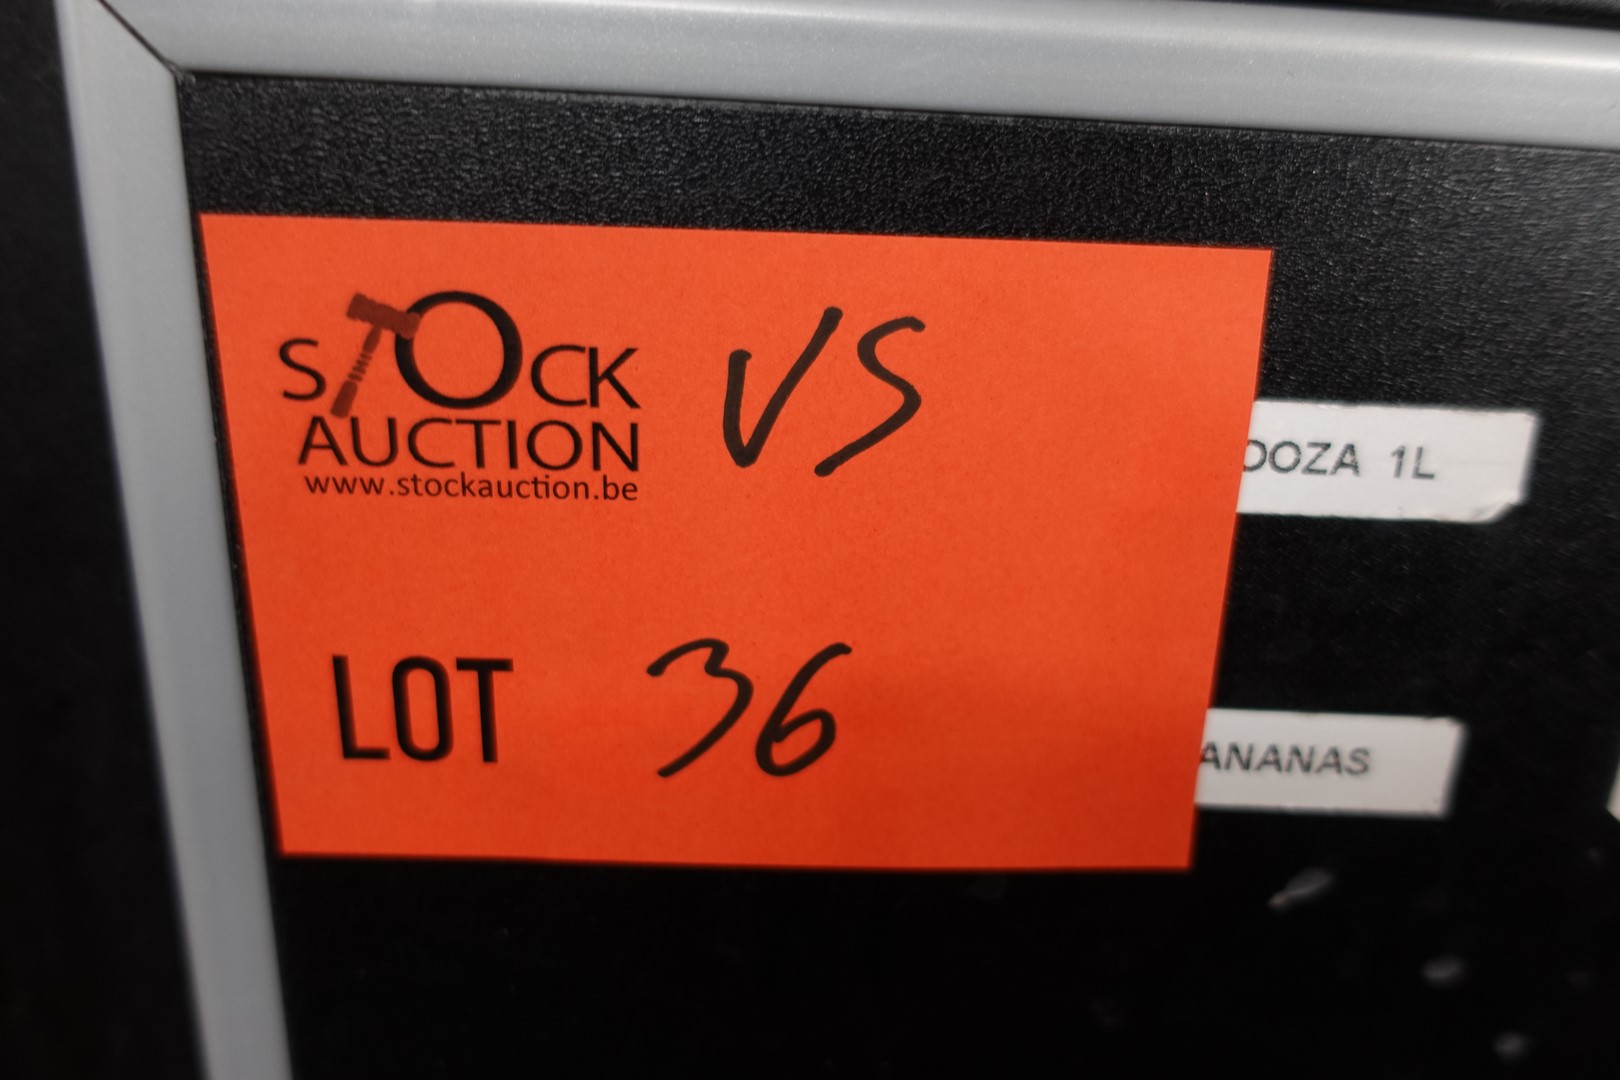 STOCK
AUCTION
www.stockauction.be
VS
LOT 36
DOZA 1L
ANANAS